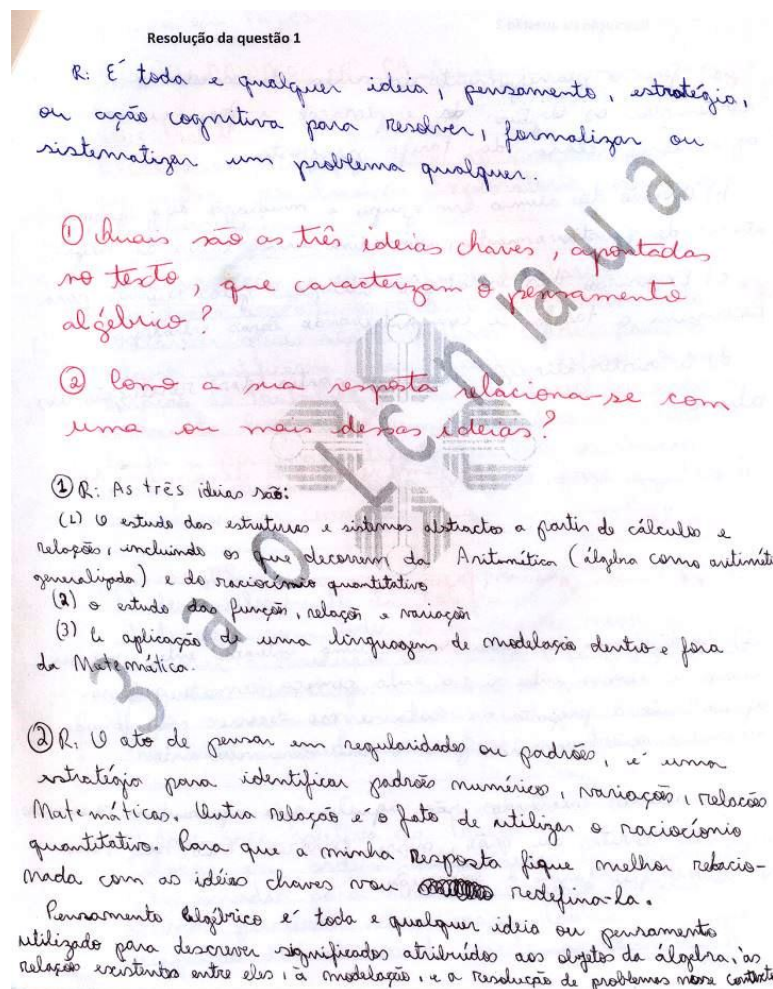 Resolução da questão 1
R: É toda e qualquer ideia, pensamento, estratégia,
ou ação cognitiva para resolver, formalizar ou
sistematizar um problema qualquer.
① Quais são as três ideias chaves, apontadas
no texto, que caracterizam o pensamento
algébrico?
② Como a sua resposta relaciona-se com
uma ou mais dessas ideias?
① R: As três ideias são:
(1) O estudo das estruturas e sistemas abstractos a partir de cálculos e
relações, incluindo os que decorrem da Aritmética (álgebra como aritméti
generalizada) e do raciocínio quantitativo
(2) o estudo das funções, relações e variações
(3) A aplicação de uma linguagem de modelação dentro e fora
da Matemática.
② R: O ato de pensar em regularidades ou padrões, é uma
estratégia para identificar padrões numéricos, variações, relações
Matemáticas. Outra relação é o fato de utilizar o raciocíonio
quantitativo. Para que a minha Resposta fique melhor relacio-
nada com as idéias chaves vou redefina-la.
Pensamento Algébrico é toda e qualquer ideia ou pensamento
utilizado para descrever significados atribuídos aos objetos da álgebra, às
relações existentes entre eles, à modelação, e a resolução de problemas nesse contexto